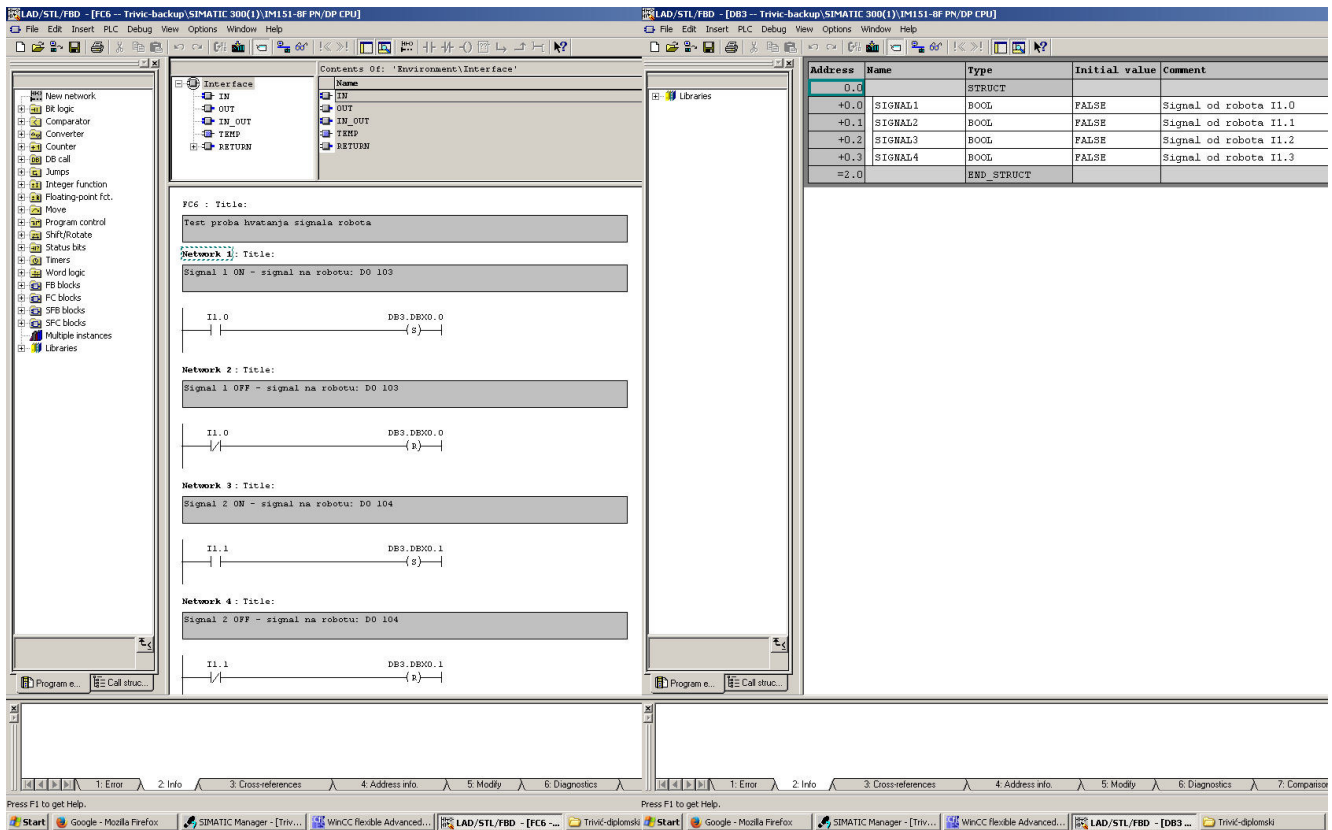 LAD/STL/FBD - [FC6 -- Trivic-backup\SIMATIC 300(1)\IM151-8F PN/DP CPU]
File Edit Insert PLC Debug View Options Window Help
New network
Bit logic
Comparator
Converter
Counter
DB call
Jumps
Integer function
Floating-point fct.
Move
Program control
Shift/Rotate
Status bits
Timers
Word logic
FB blocks
FC blocks
SFB blocks
SFC blocks
Multiple instances
Libraries
Program e... Call struc...
Interface
IN
OUT
IN_OUT
TEMP
RETURN
Contents Of: 'Environment\Interface'
Name
IN
OUT
IN_OUT
TEMP
RETURN
FC6 : Title:
Test proba hvatanja signala robota
Network 1: Title:
Signal 1 ON - signal na robotu: DO 103
I1.0 DB3.DBX0.0
(S)
Network 2: Title:
Signal 1 OFF - signal na robotu: DO 103
I1.0 DB3.DBX0.0
(R)
Network 3: Title:
Signal 2 ON - signal na robotu: DO 104
I1.1 DB3.DBX0.1
(S)
Network 4: Title:
Signal 2 OFF - signal na robotu: DO 104
I1.1 DB3.DBX0.1
(R)
1: Error 2: Info 3: Cross-references 4: Address info. 5: Modify 6: Diagnostics
Press F1 to get Help.
Start Google - Mozilla Firefox SIMATIC Manager - [Triv... WinCC flexible Advanced... LAD/STL/FBD - [FC6 -... Trivić-diplomski
LAD/STL/FBD - [DB3 -- Trivic-backup\SIMATIC 300(1)\IM151-8F PN/DP CPU]
File Edit Insert PLC Debug View Options Window Help
Libraries
Program e... Call struc...
Address Name Type Initial value Comment
0.0 STRUCT
+0.0 SIGNAL1 BOOL FALSE Signal od robota I1.0
+0.1 SIGNAL2 BOOL FALSE Signal od robota I1.1
+0.2 SIGNAL3 BOOL FALSE Signal od robota I1.2
+0.3 SIGNAL4 BOOL FALSE Signal od robota I1.3
=2.0 END_STRUCT
1: Error 2: Info 3: Cross-references 4: Address info. 5: Modify 6: Diagnostics 7: Comparison
Press F1 to get Help.
Start Google - Mozilla Firefox SIMATIC Manager - [Triv... WinCC flexible Advanced... LAD/STL/FBD - [DB3 ... Trivić-diplomski